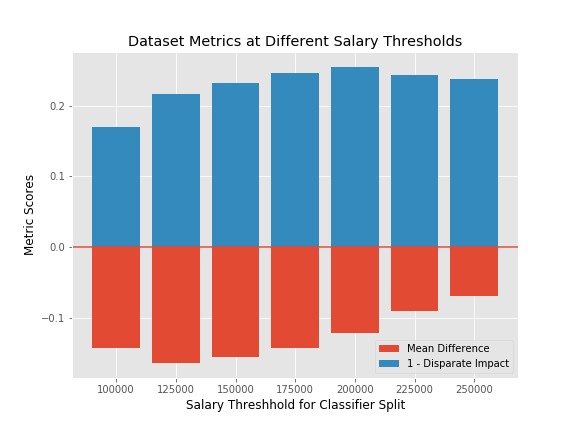 Dataset Metrics at Different Salary Thresholds
Metric Scores
0.2
0.1
0.0
−0.1
Mean Difference
1 - Disparate Impact
100000 125000 150000 175000 200000 225000 250000
Salary Threshhold for Classifier Split